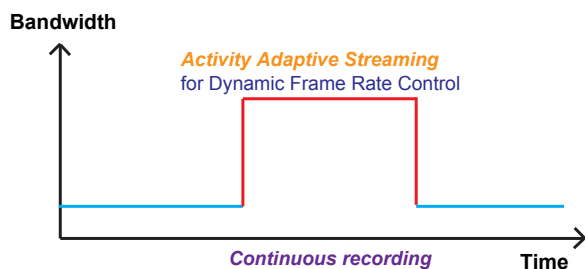 Bandwidth
Activity Adaptive Streaming
for Dynamic Frame Rate Control
Continuous recording
Time